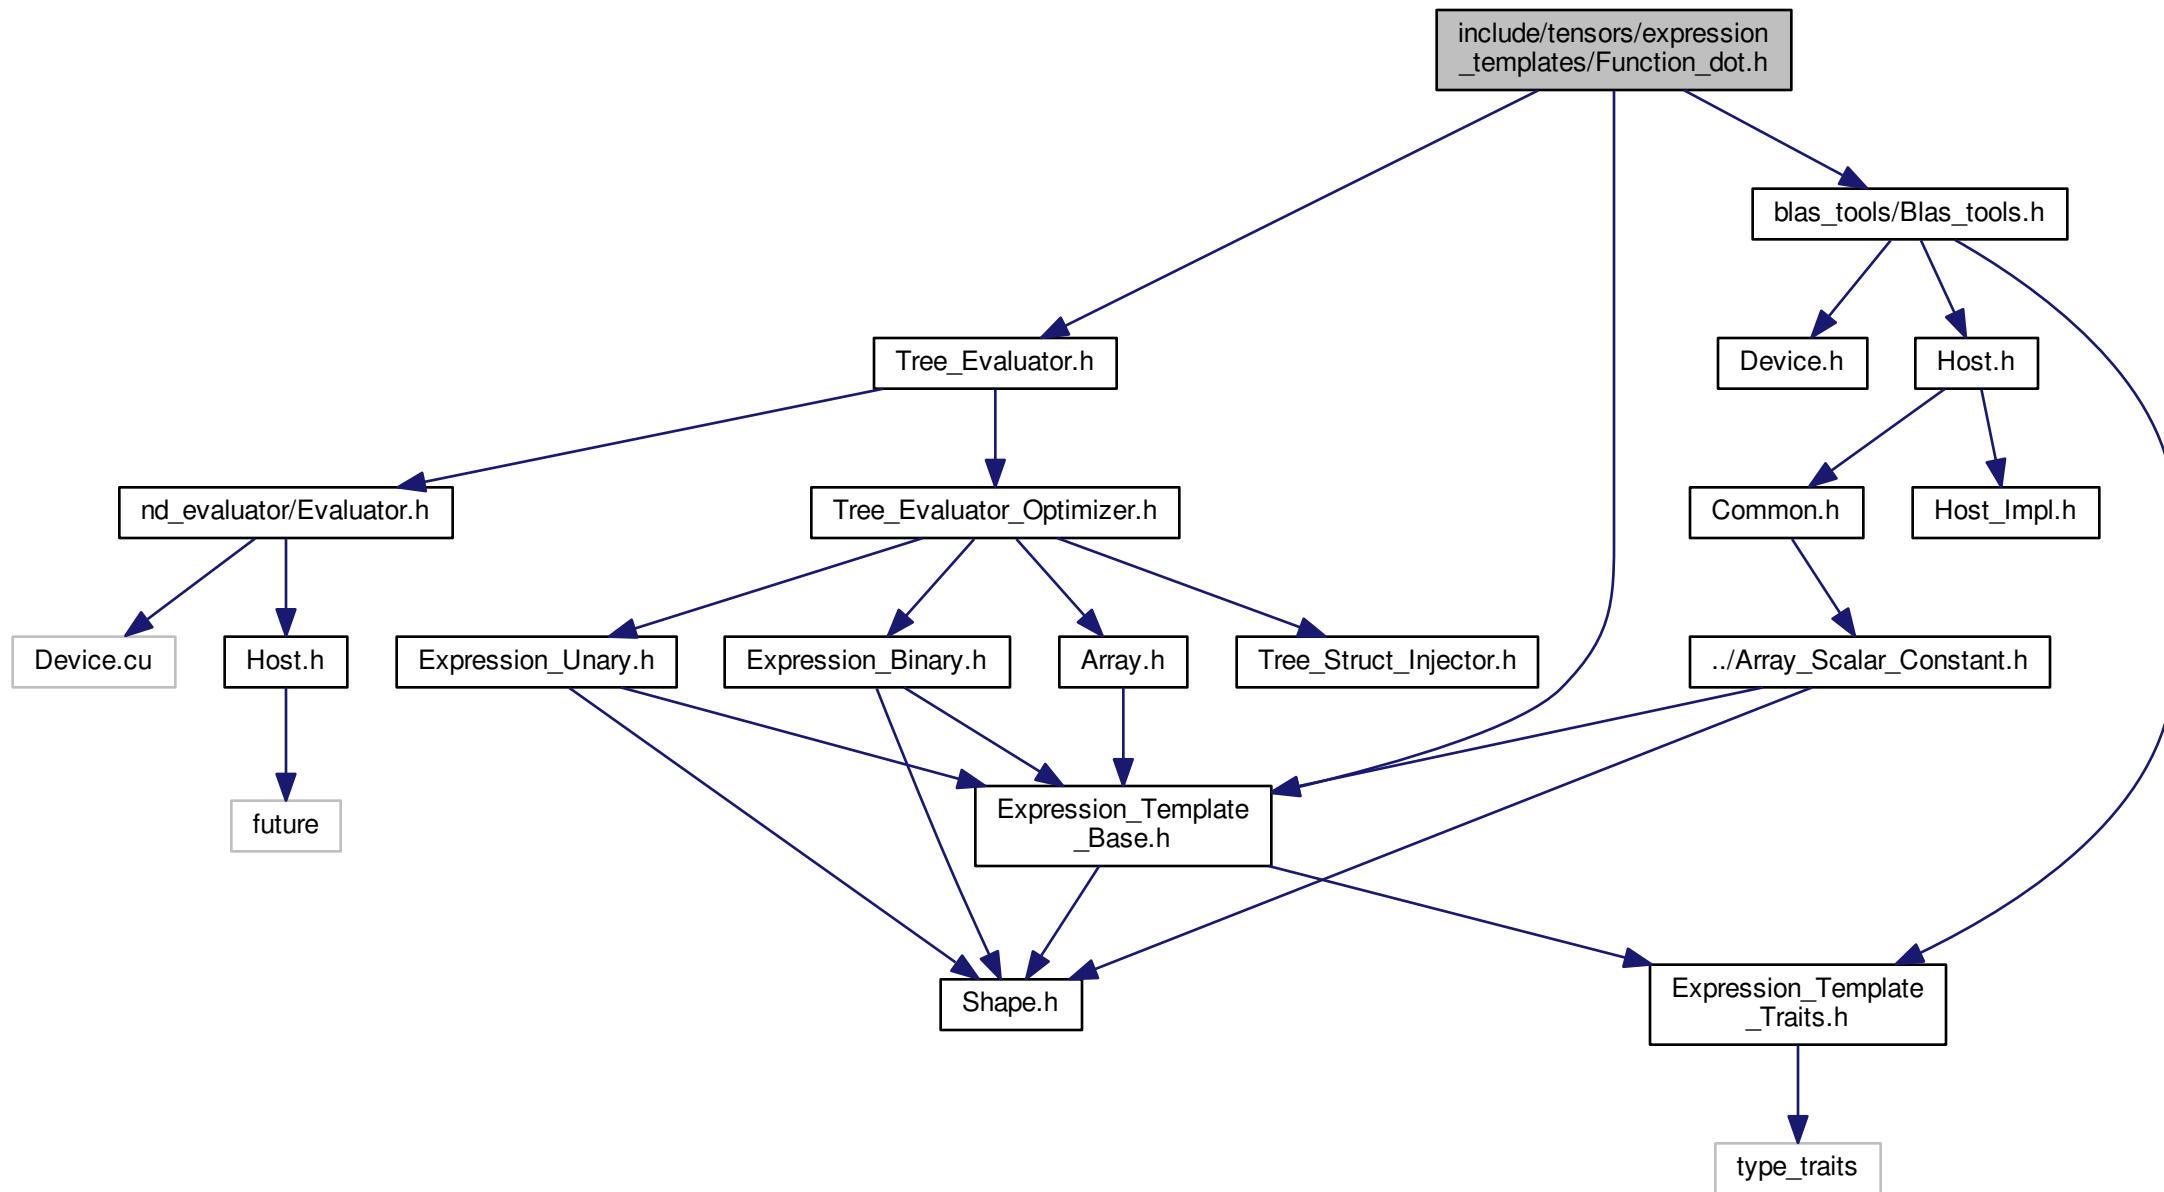 include/tensors/expression
_templates/Function_dot.h
blas_tools/Blas_tools.h
Tree_Evaluator.h
Device.h
Host.h
nd_evaluator/Evaluator.h
Tree_Evaluator_Optimizer.h
Common.h
Host_Impl.h
Device.cu
Host.h
Expression_Unary.h
Expression_Binary.h
Array.h
Tree_Struct_Injector.h
../Array_Scalar_Constant.h
future
Expression_Template
_Base.h
Shape.h
Expression_Template
_Traits.h
type_traits